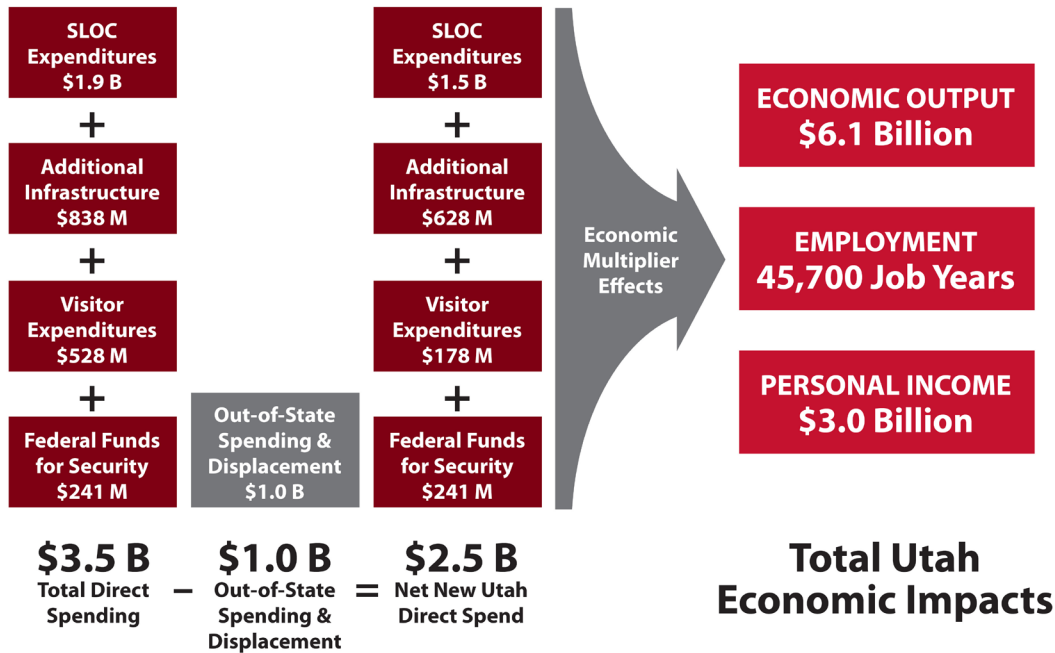 SLOC
Expenditures
$1.9 B
+
Additional
Infrastructure
$838 M
+
Visitor
Expenditures
$528 M
+
Federal Funds
for Security
$241 M
Out-of-State
Spending &
Displacement
$1.0 B
SLOC
Expenditures
$1.5 B
+
Additional
Infrastructure
$628 M
+
Visitor
Expenditures
$178 M
+
Federal Funds
for Security
$241 M
Economic
Multiplier
Effects
ECONOMIC OUTPUT
$6.1 Billion
EMPLOYMENT
45,700 Job Years
PERSONAL INCOME
$3.0 Billion
$3.5 B
Total Direct
Spending
–
$1.0 B
Out-of-State
Spending &
Displacement
=
$2.5 B
Net New Utah
Direct Spend
Total Utah
Economic Impacts